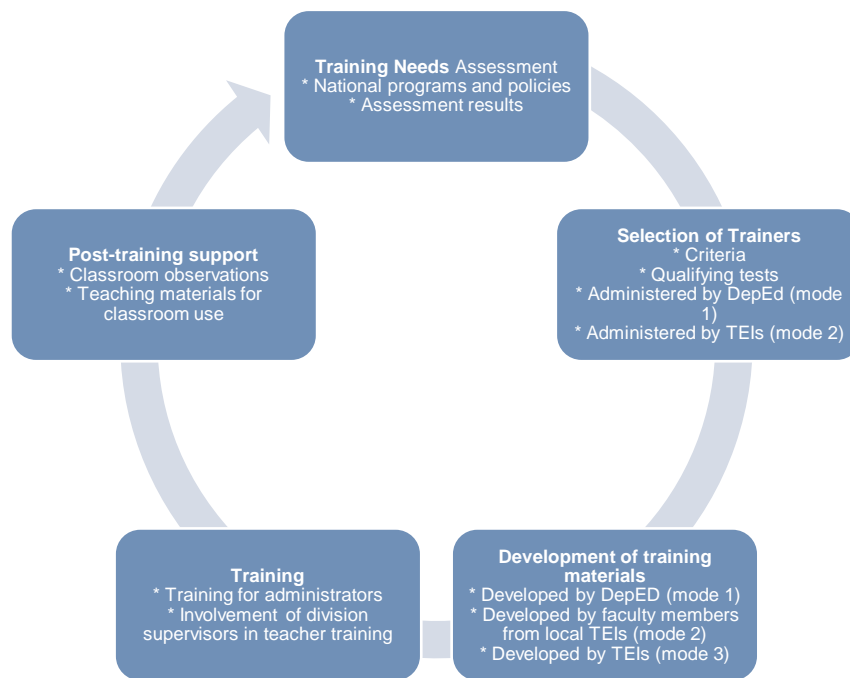 Training Needs Assessment
* National programs and policies
* Assessment results
Selection of Trainers
* Criteria
* Qualifying tests
* Administered by DepEd (mode
1)
* Administered by TEIs (mode 2)
Development of training
materials
* Developed by DepED (mode 1)
* Developed by faculty members
from local TEIs (mode 2)
* Developed by TEIs (mode 3)
Training
* Training for administrators
* Involvement of division
supervisors in teacher training
Post-training support
* Classroom observations
* Teaching materials for
classroom use